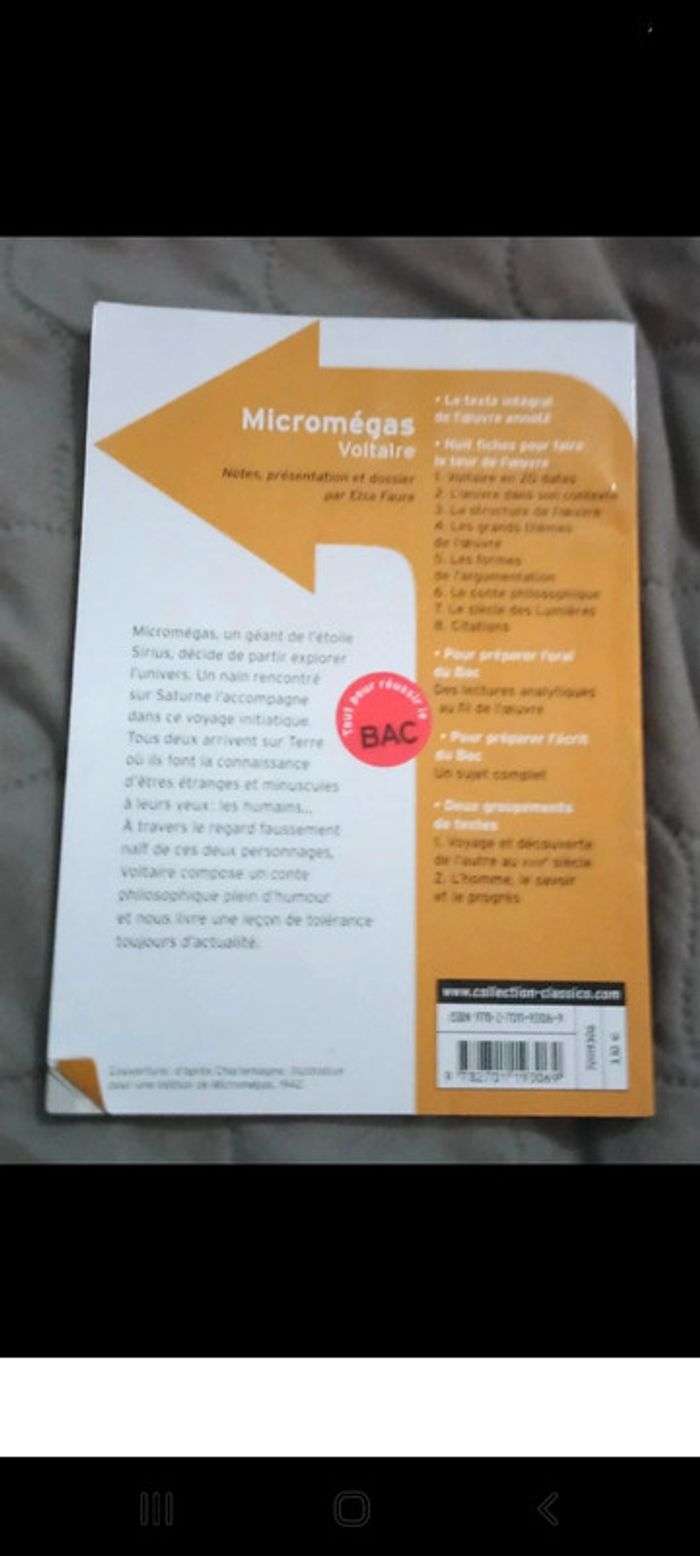 Micromégas
Voltaire
Notes, présentation et dossier
par Elsa Faure
Micromégas, un géant de l'étoile
Sirius, décide de partir explorer
l'univers. Un nain rencontré
sur Saturne l'accompagne
dans ce voyage initiatique.
Tous deux arrivent sur Terre
où ils font la connaissance
d'êtres étranges et minuscules
à leurs yeux : les humains...
À travers le regard faussement
naïf de ces deux personnages,
Voltaire compose un conte
philosophique plein d'humour
et nous livre une leçon de tolérance
toujours d'actualité.
Tout pour réussir le
BAC
• Le texte intégral
de l'œuvre annoté
• Huit fiches pour faire
le tour de l'œuvre
1. Voltaire en 20 dates
2. L'œuvre dans son contexte
3. La structure de l'œuvre
4. Les grands thèmes
de l'œuvre
5. Les formes
de l'argumentation
6. Le conte philosophique
7. Le siècle des Lumières
8. Citations
• Pour préparer l'oral
du Bac
Des lectures analytiques
au fil de l'œuvre
• Pour préparer l'écrit
du Bac
Un sujet complet
• Deux groupements
de textes
1. Voyage et découverte
de l'autre au XVIIIe siècle
2. L'homme, le savoir
et le progrès
www.collection-classico.com
Couverture : d'après Charlemagne, illustration
pour une édition de Micromégas